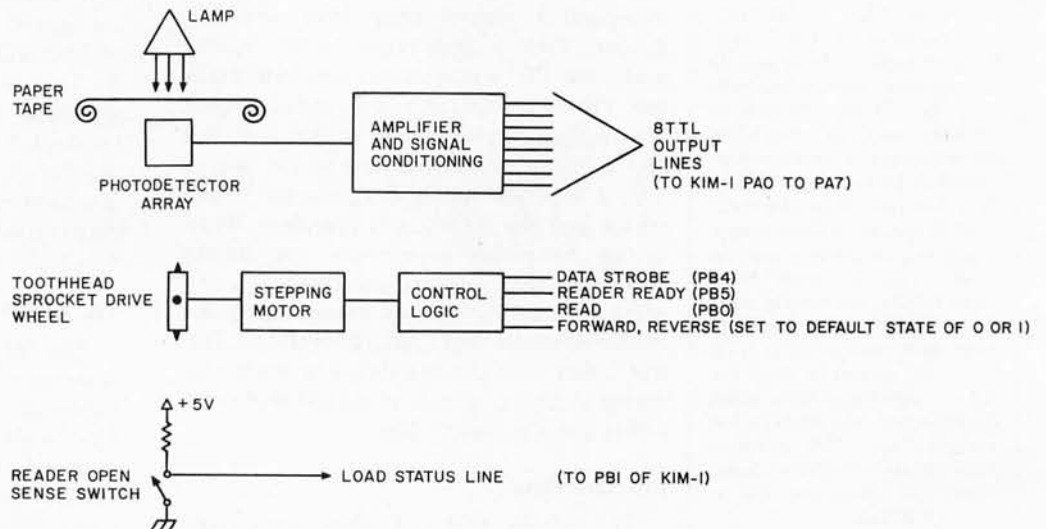 LAMP
PAPER
TAPE
PHOTODETECTOR
ARRAY
AMPLIFIER
AND SIGNAL
CONDITIONING
8TTL
OUTPUT
LINES
(TO KIM-1 PA0 TO PA7)
TOOTHHEAD
SPROCKET DRIVE
WHEEL
STEPPING
MOTOR
CONTROL
LOGIC
DATA STROBE (PB4)
READER READY (PB5)
READ (PB0)
FORWARD, REVERSE (SET TO DEFAULT STATE OF 0 OR 1)
+5V
READER OPEN
SENSE SWITCH
LOAD STATUS LINE (TO PB1 OF KIM-1)